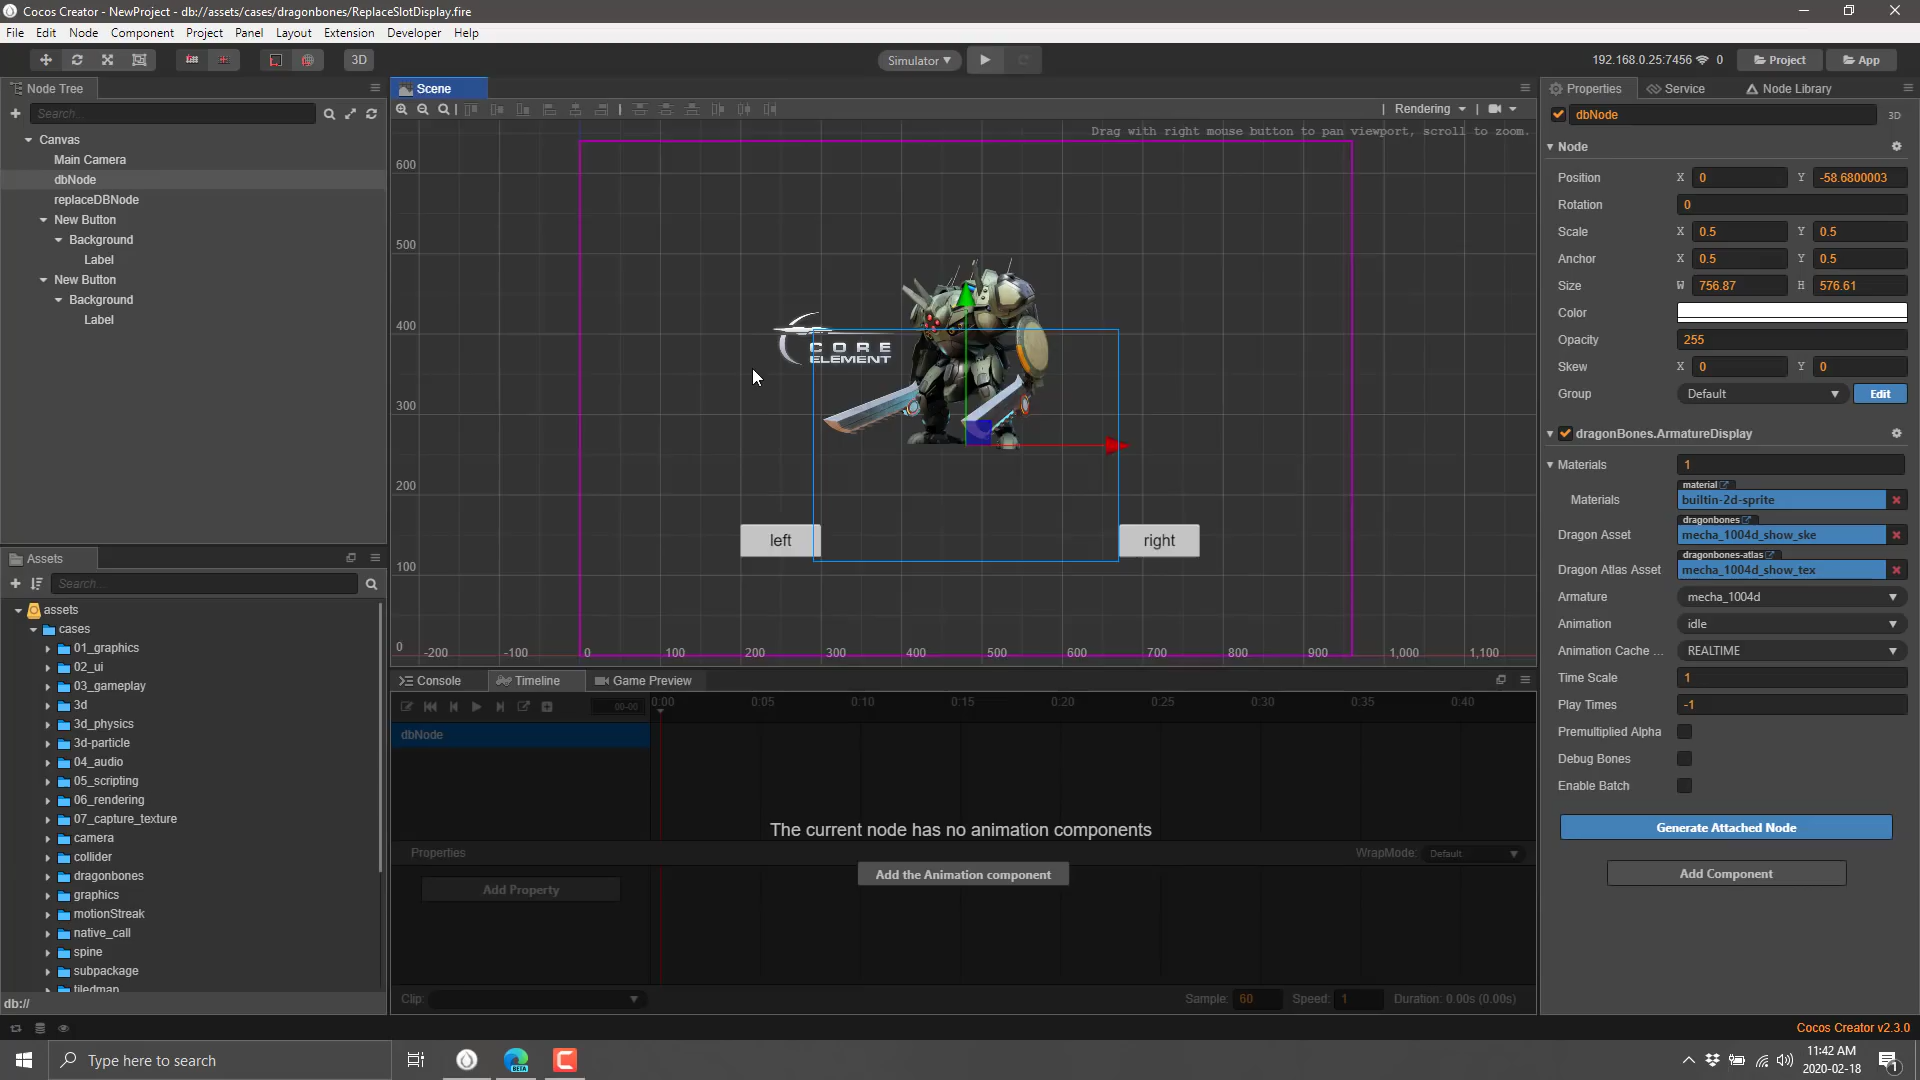 Cocos Creator - NewProject - db://assets/cases/dragonbones/ReplaceSlotDisplay.fire
File Edit Node Component Project Panel Layout Extension Developer Help
3D
Simulator
192.168.0.25:7456 0
Project
App
Node Tree
Search...
Canvas
Main Camera
dbNode
replaceDBNode
New Button
Background
Label
New Button
Background
Label
Assets
Search...
assets
cases
01_graphics
02_ui
03_gameplay
3d
3d_physics
3d-particle
04_audio
05_scripting
06_rendering
07_capture_texture
camera
collider
dragonbones
graphics
motionStreak
native_call
spine
subpackage
tiledmap
db://
Scene
Rendering
Drag with right mouse button to pan viewport, scroll to zoom.
600
500
400
300
200
100
0
-200 -100 0 100 200 300 400 500 600 700 800 900 1,000 1,100
CORE
ELEMENT
left
right
Console
Timeline
Game Preview
00-00
0:00 0:05 0:10 0:15 0:20 0:25 0:30 0:35 0:40
dbNode
The current node has no animation components
Properties
WrapMode: Default
Add the Animation component
Add Property
Clip:
Sample: 60 Speed: 1 Duration: 0.00s (0.00s)
Properties
Service
Node Library
dbNode
3D
Node
Position X 0 Y -58.6800003
Rotation 0
Scale X 0.5 Y 0.5
Anchor X 0.5 Y 0.5
Size W 756.87 H 576.61
Color
Opacity 255
Skew X 0 Y 0
Group Default Edit
dragonBones.ArmatureDisplay
Materials 1
material
Materials builtin-2d-sprite
dragonbones
Dragon Asset mecha_1004d_show_ske
dragonbones-atlas
Dragon Atlas Asset mecha_1004d_show_tex
Armature mecha_1004d
Animation idle
Animation Cache ... REALTIME
Time Scale 1
Play Times -1
Premultiplied Alpha
Debug Bones
Enable Batch
Generate Attached Node
Add Component
Cocos Creator v2.3.0
Type here to search
BETA
11:42 AM
2020-02-18
1